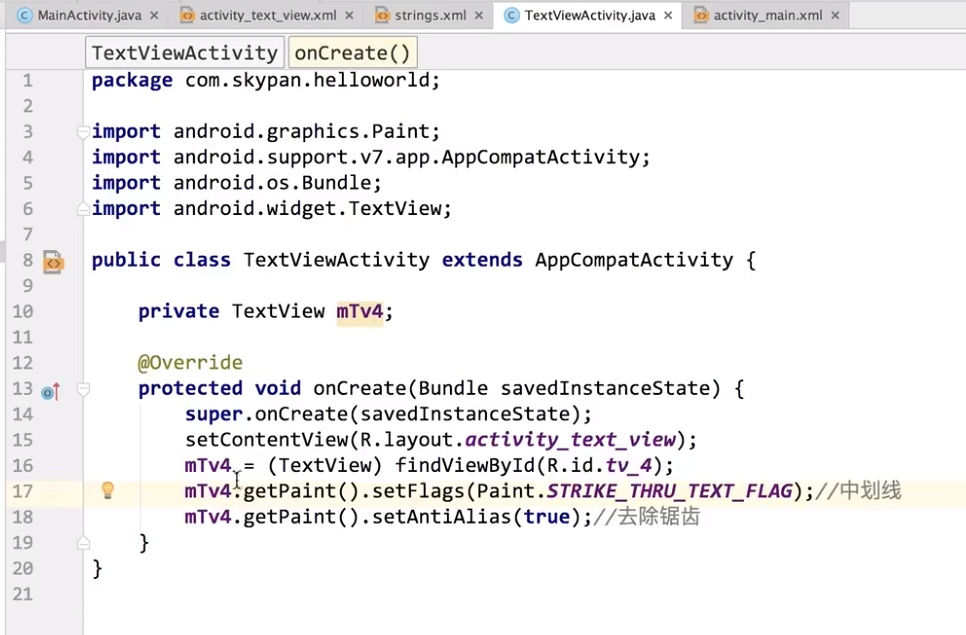 MainActivity.java × activity_text_view.xml × strings.xml × TextViewActivity.java × activity_main.xml ×
TextViewActivity onCreate()
1 package com.skypan.helloworld;
2
3 import android.graphics.Paint;
4 import android.support.v7.app.AppCompatActivity;
5 import android.os.Bundle;
6 import android.widget.TextView;
7
8 public class TextViewActivity extends AppCompatActivity {
9
10 private TextView mTv4;
11
12 @Override
13 protected void onCreate(Bundle savedInstanceState) {
14 super.onCreate(savedInstanceState);
15 setContentView(R.layout.activity_text_view);
16 mTv4 = (TextView) findViewById(R.id.tv_4);
17 mTv4.getPaint().setFlags(Paint.STRIKE_THRU_TEXT_FLAG);//中划线
18 mTv4.getPaint().setAntiAlias(true);//去除锯齿
19 }
20 }
21